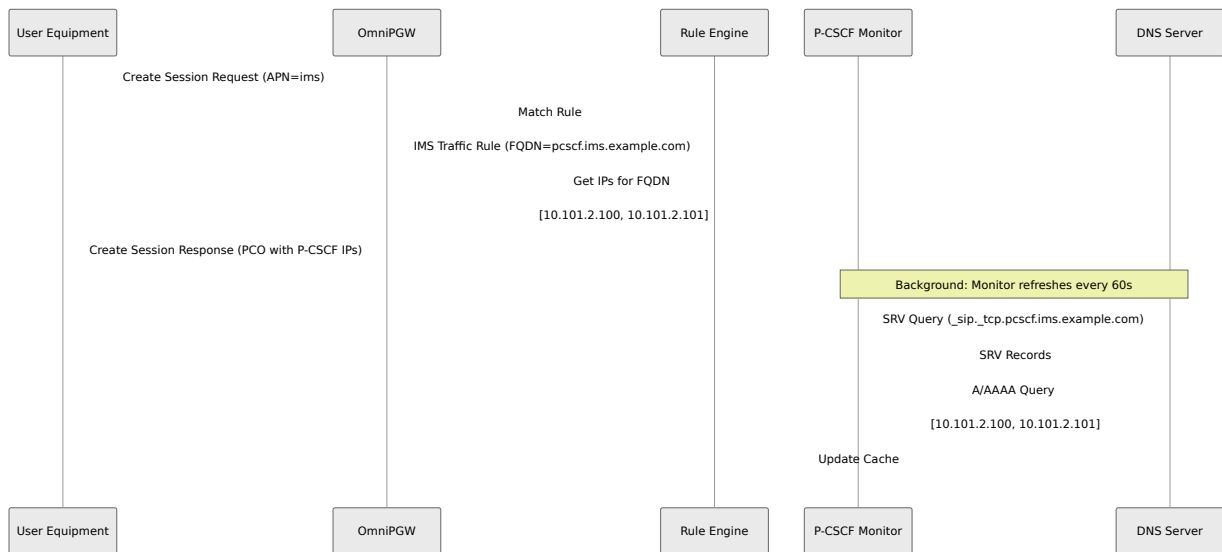 User Equipment
OmniPGW
Rule Engine
P-CSCF Monitor
DNS Server
Create Session Request (APN=ims)
Match Rule
IMS Traffic Rule (FQDN=pcscf.ims.example.com)
Get IPs for FQDN
[10.101.2.100, 10.101.2.101]
Create Session Response (PCO with P-CSCF IPs)
Background: Monitor refreshes every 60s
SRV Query (_sip._tcp.pcscf.ims.example.com)
SRV Records
A/AAAA Query
[10.101.2.100, 10.101.2.101]
Update Cache
User Equipment
OmniPGW
Rule Engine
P-CSCF Monitor
DNS Server